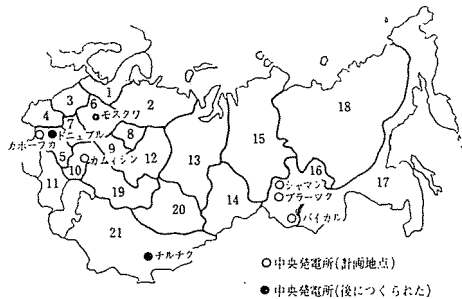 1
2
3
4
5
6
7
8
9
10
11
12
13
14
15
16
17
18
19
20
21
モスクワ
カホーフカ
ドニェプル
カムィシン
シャマン
ブラーツク
バイカル
チルチク
○中央発電所(計画地点)
●中央発電所(後につくられた)